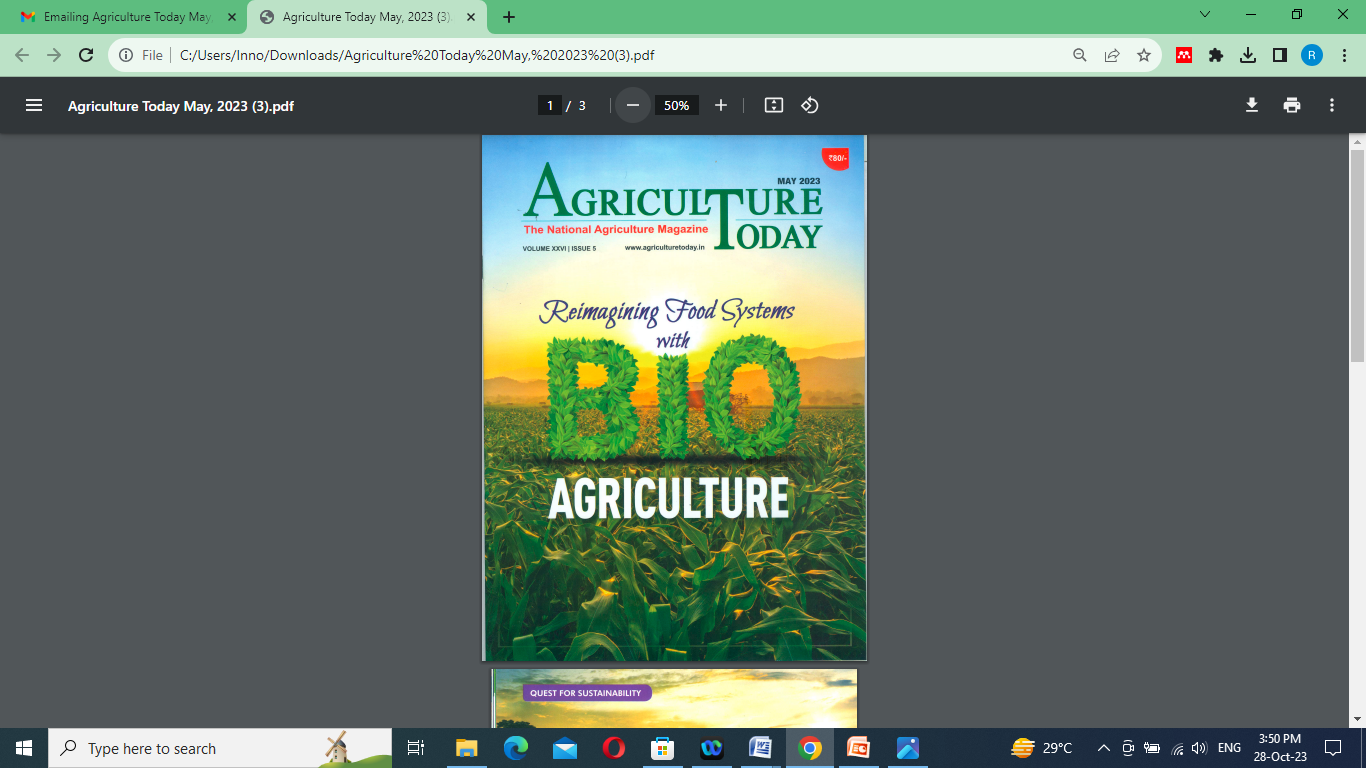 Emailing Agriculture Today May,
Agriculture Today May, 2023 (3).
File
C:/Users/Inno/Downloads/Agriculture%20Today%20May,%202023%20(3).pdf
R
Agriculture Today May, 2023 (3).pdf
1 / 3
50%
₹80/-
MAY 2023
AGRICULTURE
The National Agriculture Magazine
TODAY
VOLUME XXVI | ISSUE 5
www.agriculturetoday.in
Reimagining Food Systems
with
BIO
AGRICULTURE
QUEST FOR SUSTAINABILITY
Type here to search
29°C
ENG
3:50 PM
28-Oct-23